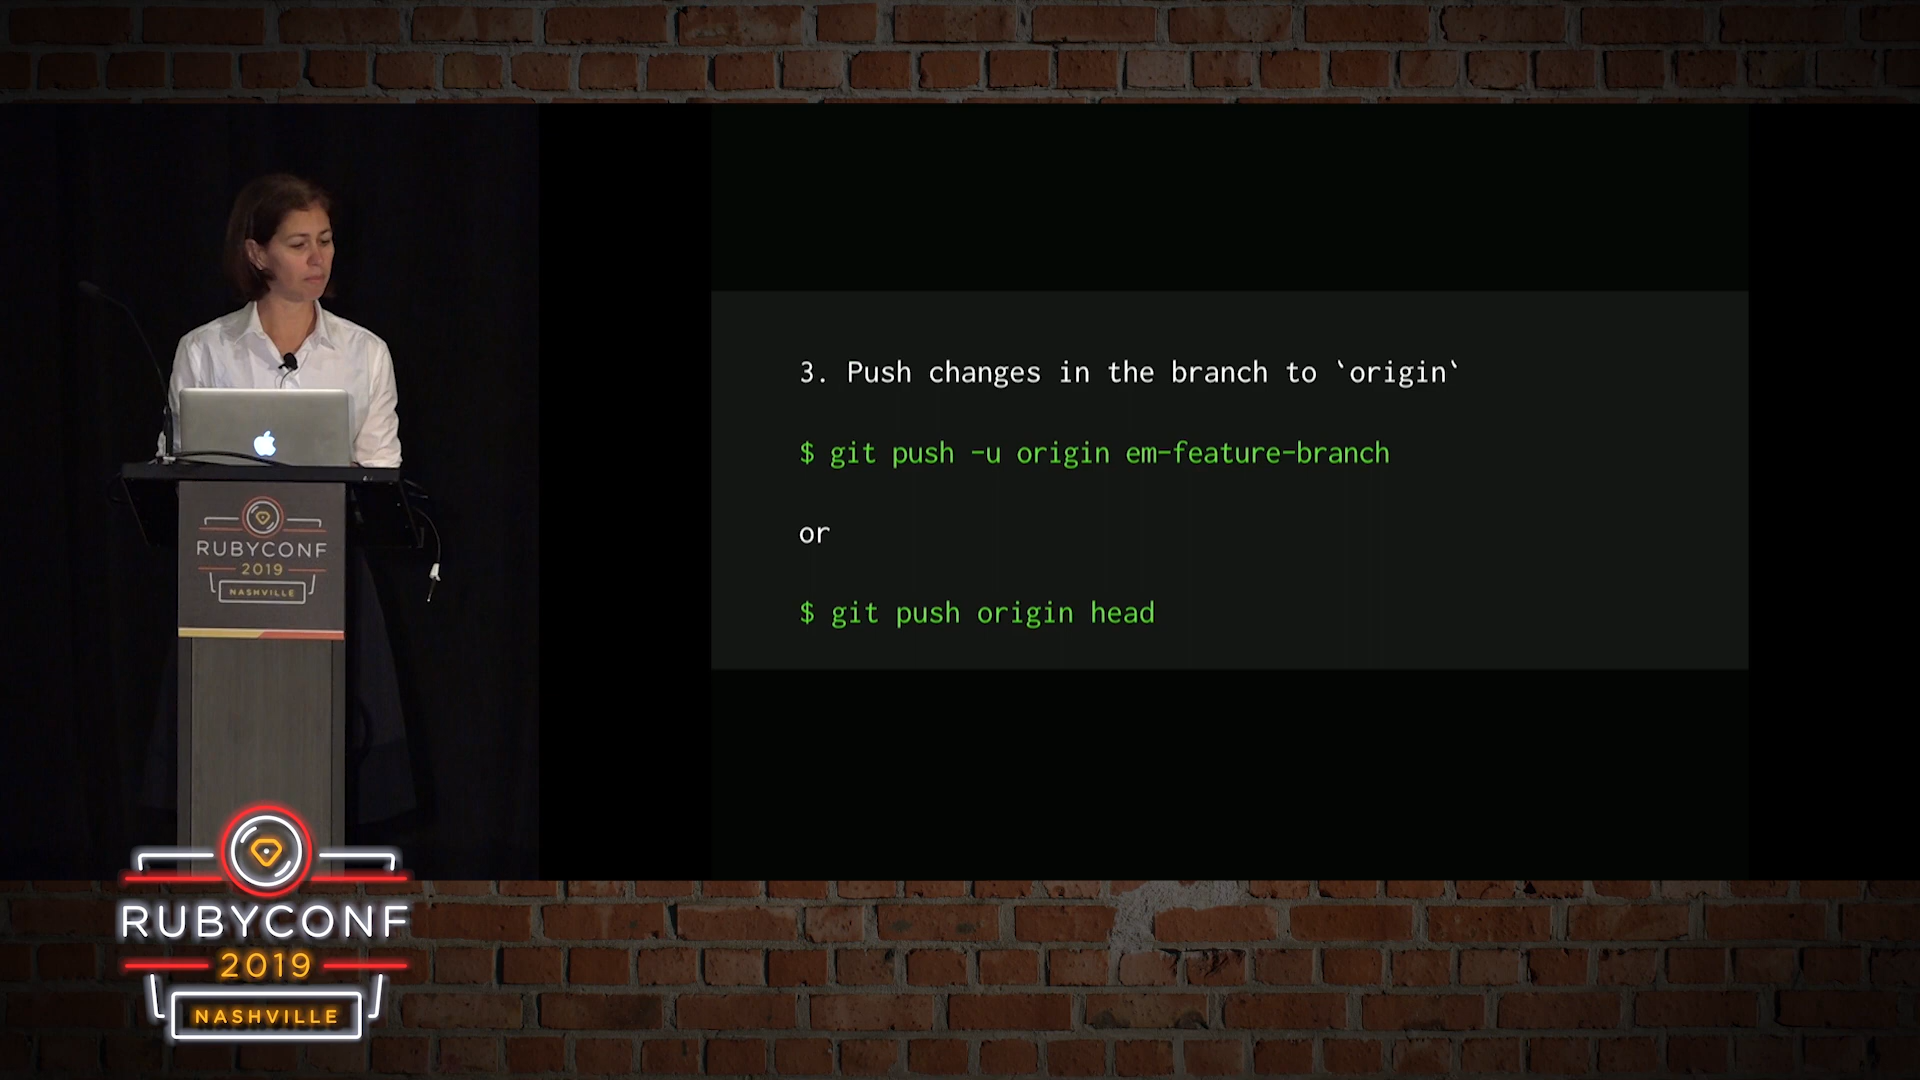 3. Push changes in the branch to `origin`
$ git push -u origin em-feature-branch
or
$ git push origin head
RUBYCONF
2019
NASHVILLE
RUBYCONF
2019
NASHVILLE